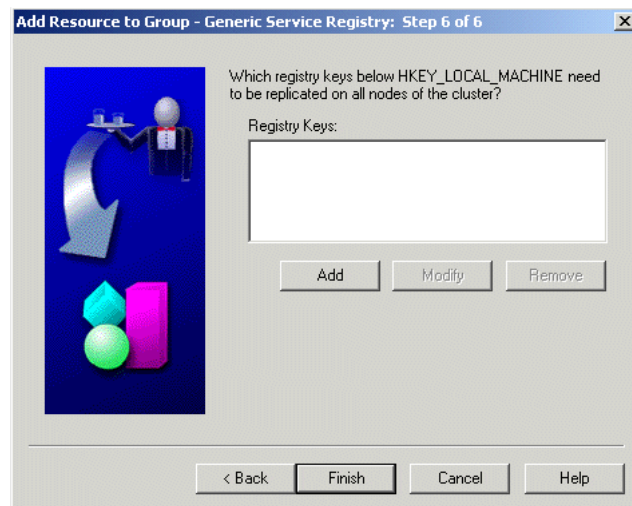 Add Resource to Group - Generic Service Registry: Step 6 of 6
Which registry keys below HKEY_LOCAL_MACHINE need
to be replicated on all nodes of the cluster?
Registry Keys:
Add Modify Remove
< Back Finish Cancel Help